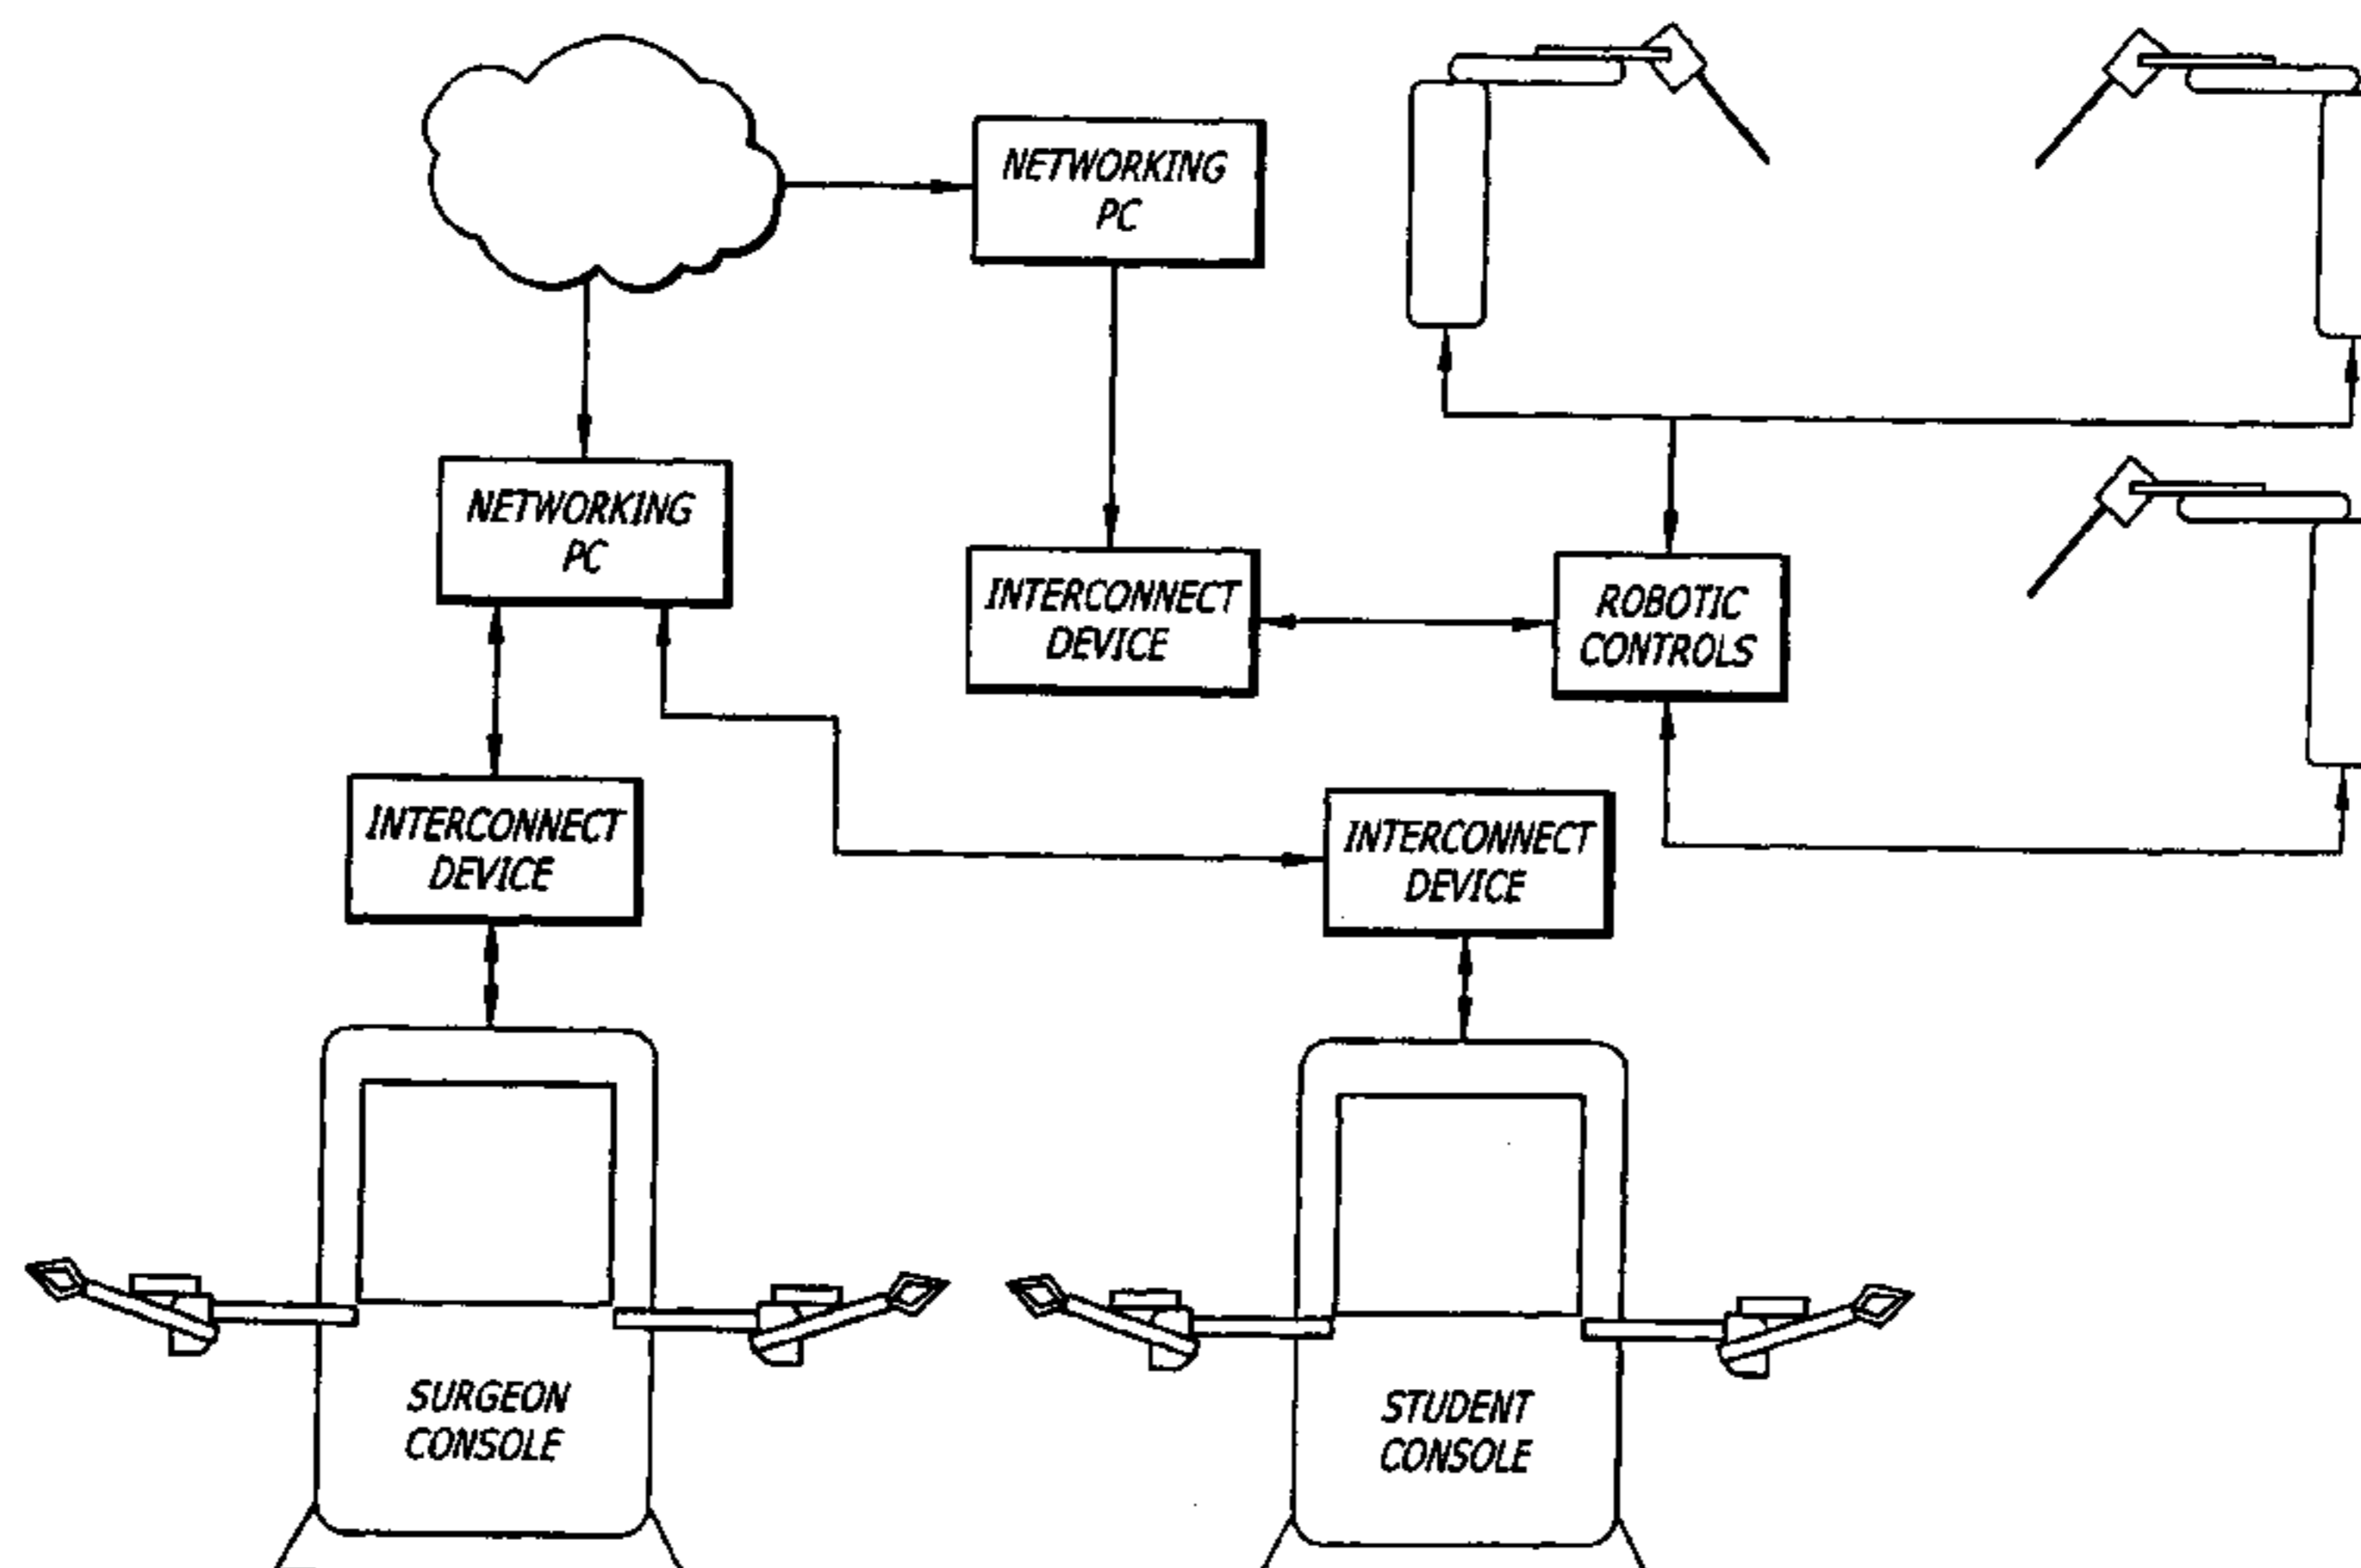 NETWORKING
PC
NETWORKING
PC
INTERCONNECT
DEVICE
ROBOTIC
CONTROLS
INTERCONNECT
DEVICE
INTERCONNECT
DEVICE
SURGEON
CONSOLE
STUDENT
CONSOLE